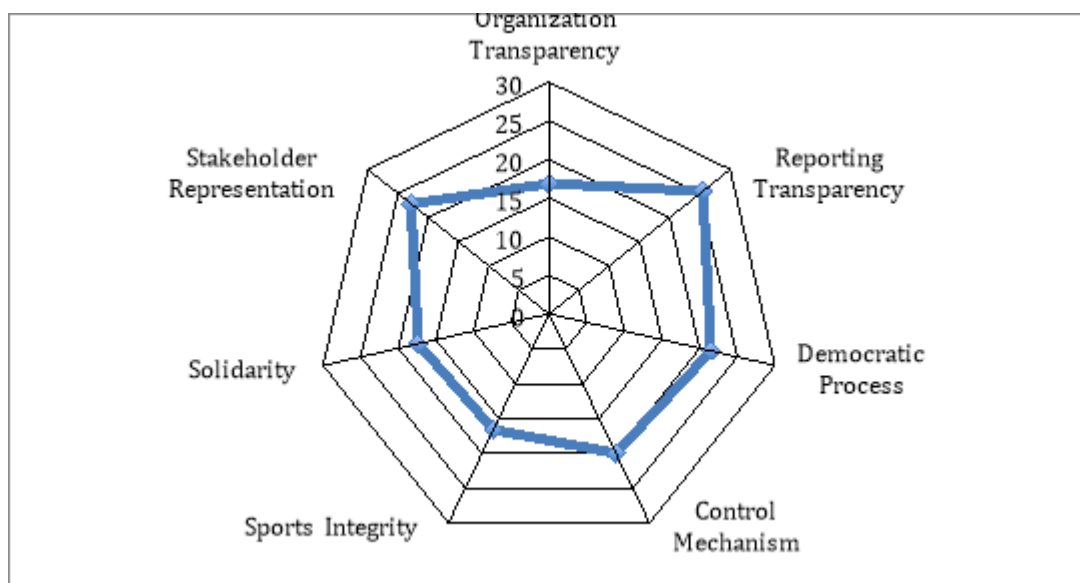 Organization
Transparency
30
25
20
15
10
5
0
Reporting
Transparency
Democratic
Process
Control
Mechanism
Sports Integrity
Solidarity
Stakeholder
Representation